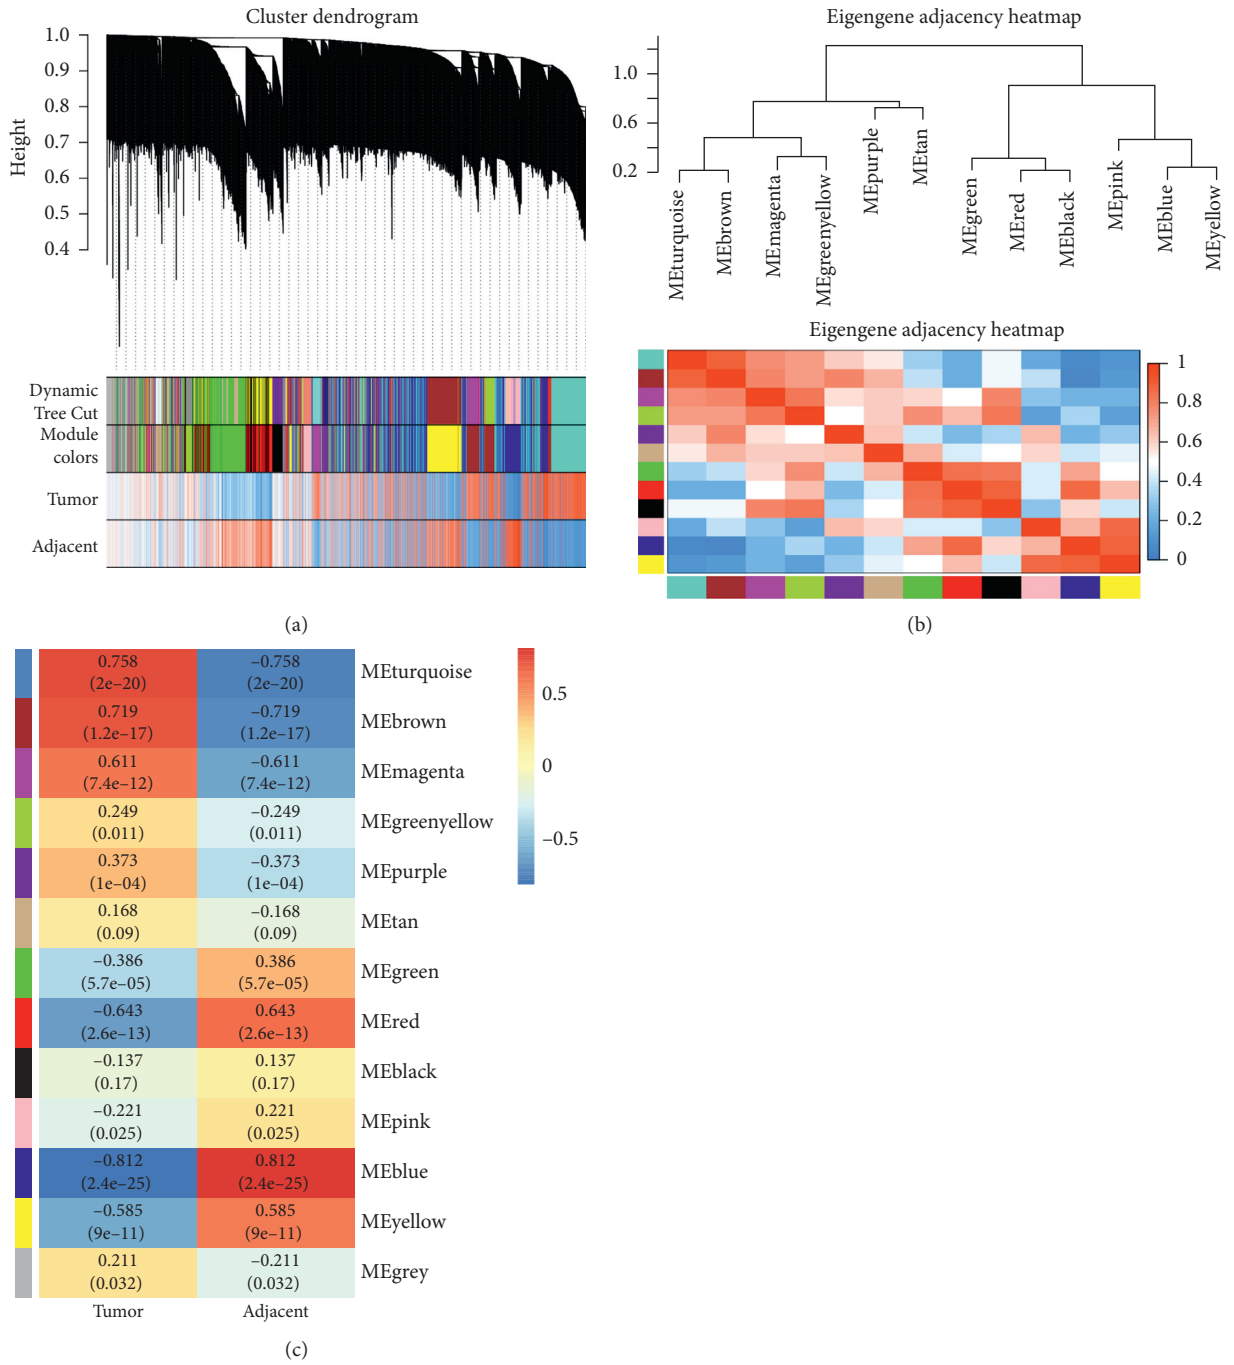 Cluster dendrogram
Height
1.0
0.9
0.8
0.7
0.6
0.5
0.4
Dynamic
Tree Cut
Module
colors
Tumor
Adjacent
(a)
Eigengene adjacency heatmap
1.0
0.6
0.2
MEturquoise
MEbrown
MEmagenta
MEgreenyellow
MEpurple
MEtan
MEgreen
MEred
MEblack
MEpink
MEblue
MEyellow
Eigengene adjacency heatmap
1
0.8
0.6
0.4
0.2
0
(b)
0.758 –0.758 MEturquoise
(2e–20) (2e–20)
0.719 –0.719 MEbrown
(1.2e–17) (1.2e–17)
0.611 –0.611 MEmagenta
(7.4e–12) (7.4e–12)
0.249 –0.249 MEgreenyellow
(0.011) (0.011)
0.373 –0.373 MEpurple
(1e–04) (1e–04)
0.168 –0.168 MEtan
(0.09) (0.09)
–0.386 0.386 MEgreen
(5.7e–05) (5.7e–05)
–0.643 0.643 MEred
(2.6e–13) (2.6e–13)
–0.137 0.137 MEblack
(0.17) (0.17)
–0.221 0.221 MEpink
(0.025) (0.025)
–0.812 0.812 MEblue
(2.4e–25) (2.4e–25)
–0.585 0.585 MEyellow
(9e–11) (9e–11)
0.211 –0.211 MEgrey
(0.032) (0.032)
Tumor Adjacent
0.5
0
–0.5
(c)